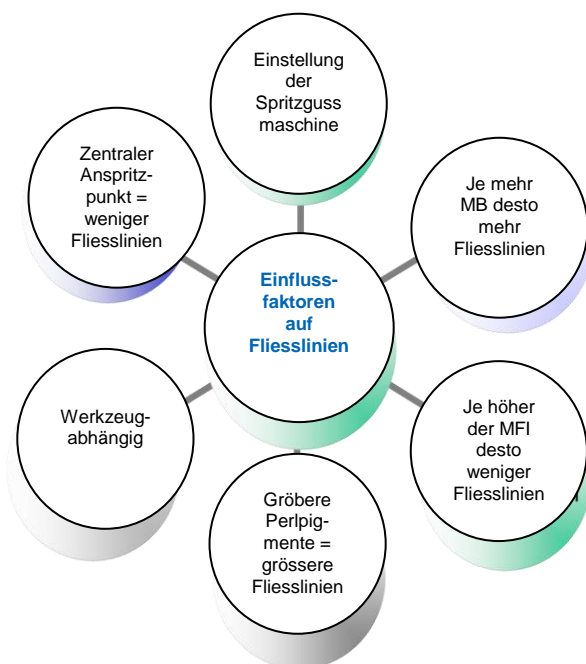 Einstellung
der
Spritzguss
maschine
Zentraler
Anspritz-
punkt =
weniger
Fliesslinien
Je mehr
MB desto
mehr
Fliesslinien
Einfluss-
faktoren
auf
Fliesslinien
Werkzeug-
abhängig
Je höher
der MFI
desto
weniger
Fliesslinien
Gröbere
Perlpig-
mente =
grössere
Fliesslinien